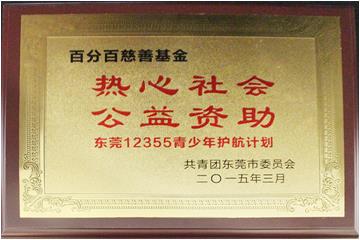 百分百慈善基金
热心社会
公益资助
东莞12355青少年护航计划
共青团东莞市委员会
二〇一五年三月